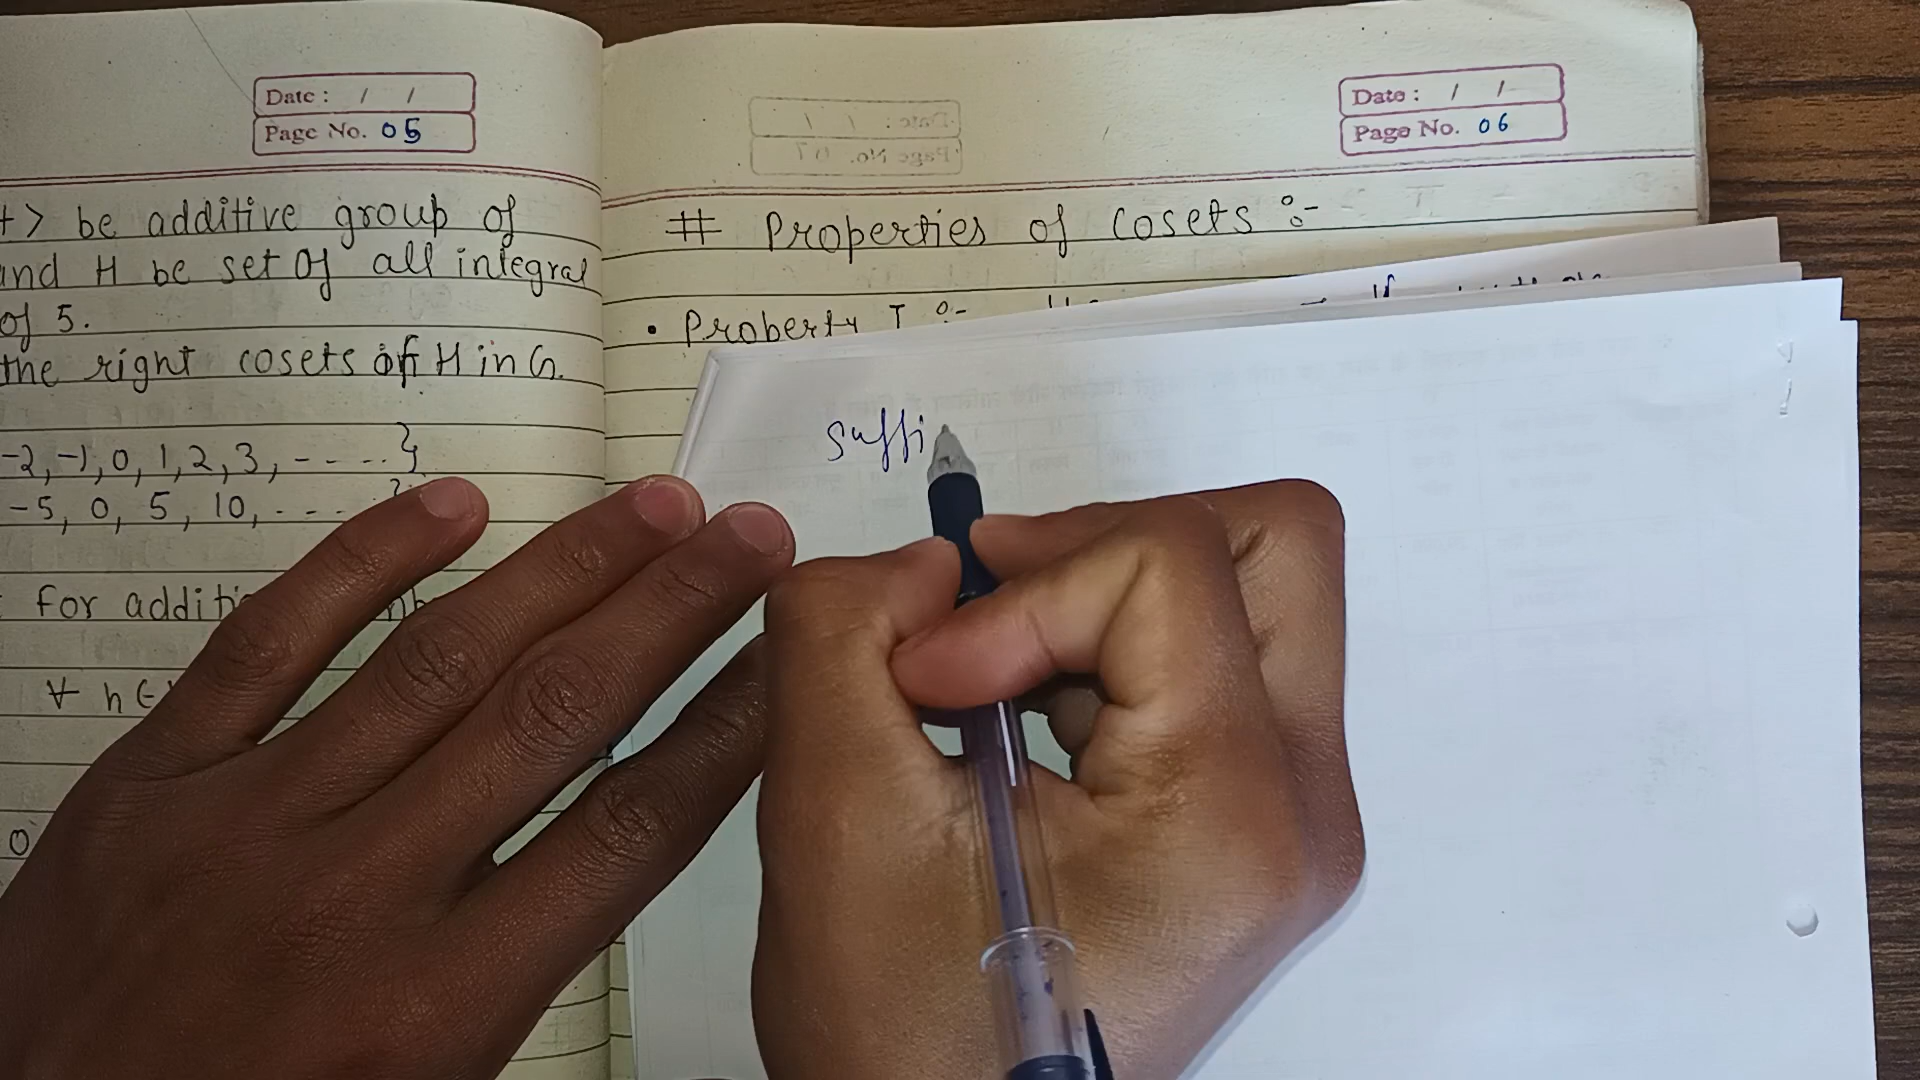 Date : / /
Page No. 05
+> be additive group of
and H be set of all integral
of 5.
the right cosets of H in G.
-2, -1, 0, 1, 2, 3, - - - . . }
-5, 0, 5, 10, - - -
for additi
∀ h ∈
0
Date : / /
Page No. 06
# Properties of cosets :-
• Property I :-
suffi